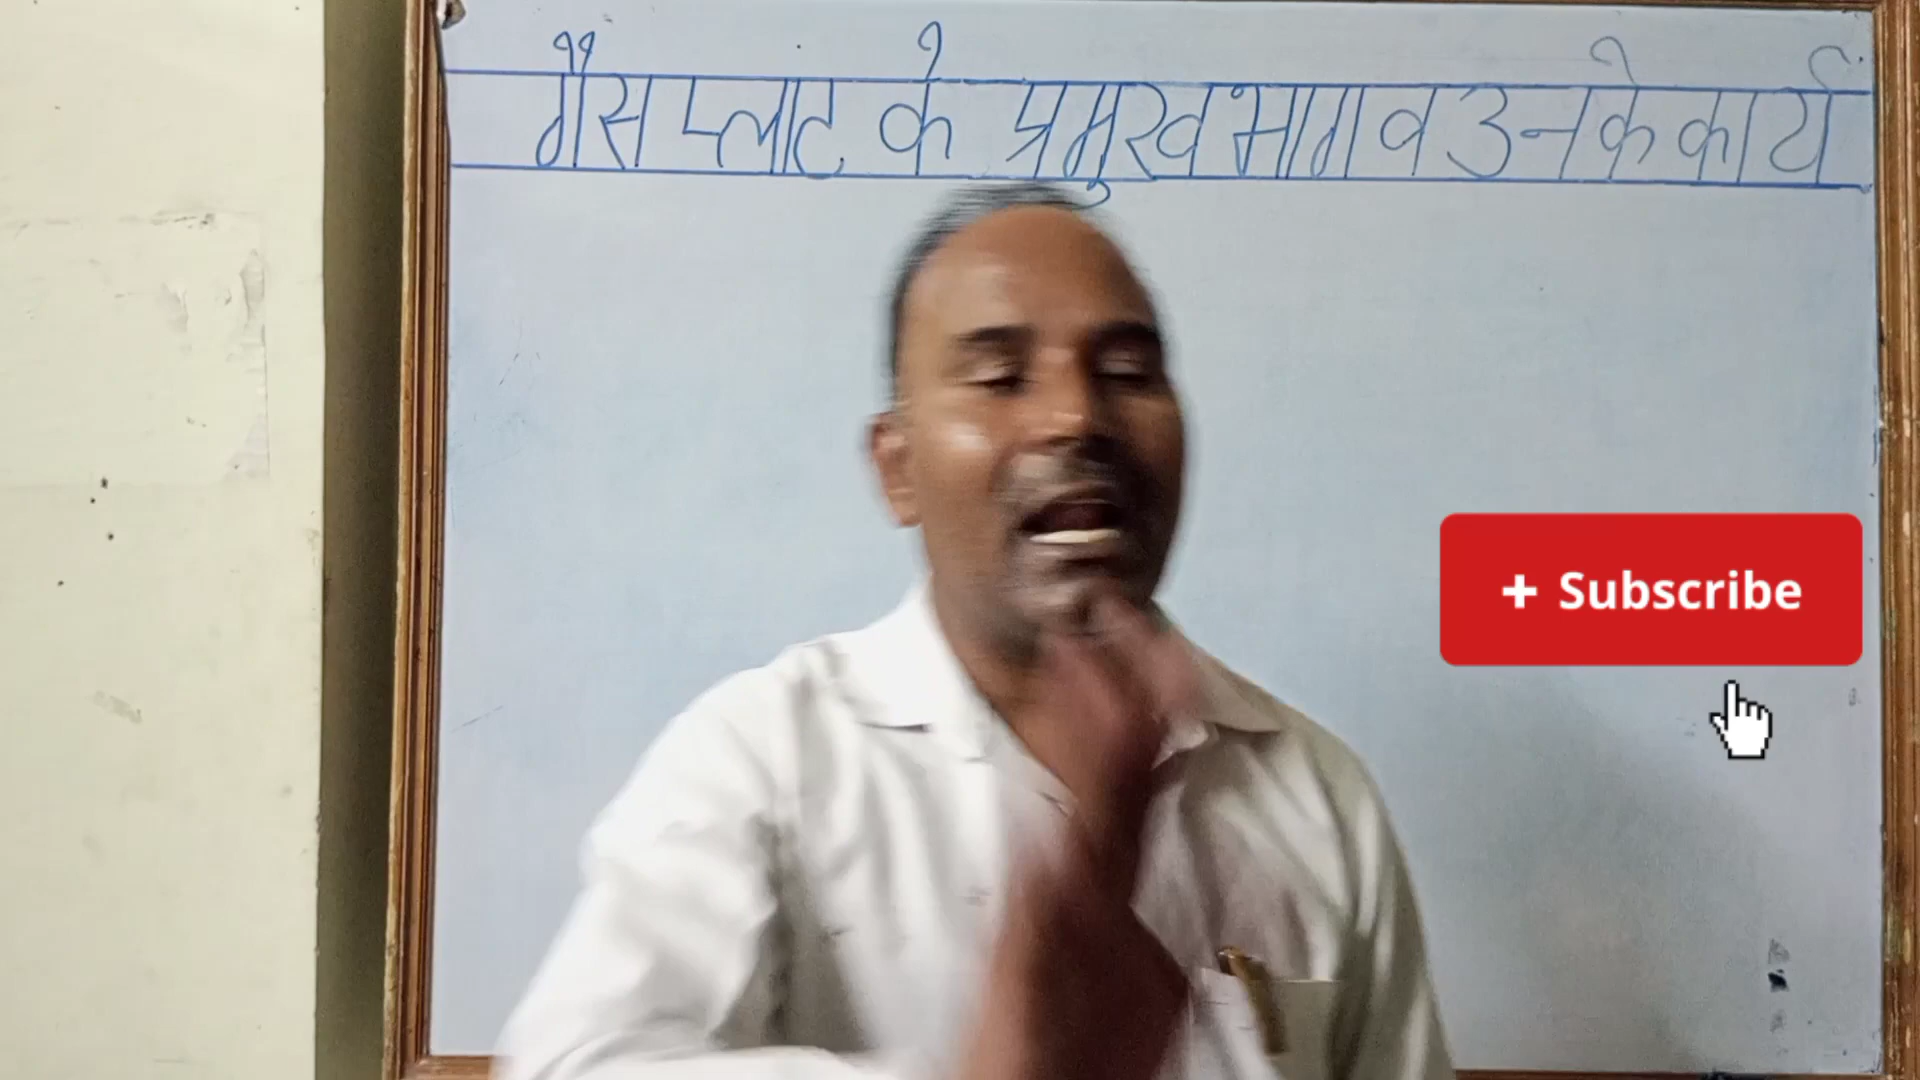 गैस प्लांट के प्रमुख भाग व उनके कार्य
+ Subscribe